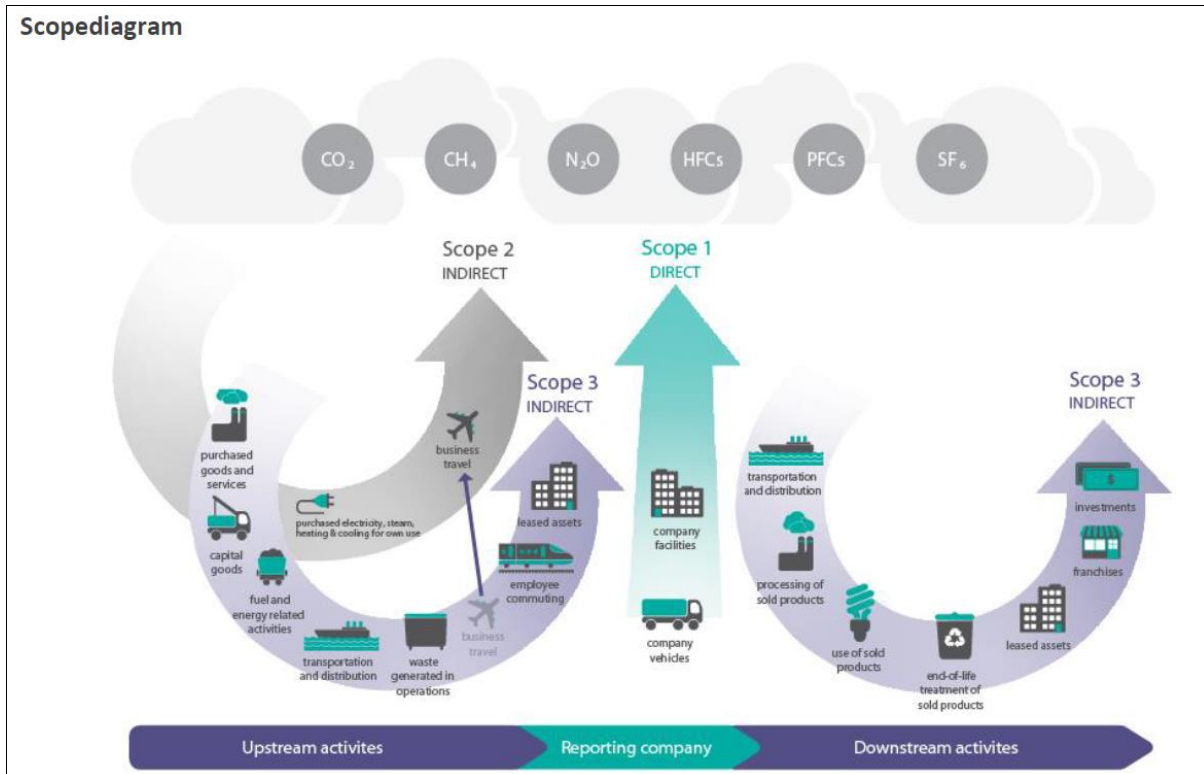 Scopediagram
CO₂
CH₄
N₂O
HFCs
PFCs
SF₆
Scope 2
INDIRECT
Scope 1
DIRECT
Scope 3
INDIRECT
Scope 3
INDIRECT
purchased
goods and
services
capital
goods
fuel and
energy related
activities
transportation
and distribution
waste
generated in
operations
business
travel
employee
commuting
leased assets
business
travel
purchased electricity, steam,
heating & cooling for own use
company
facilities
company
vehicles
transportation
and distribution
processing of
sold products
use of sold
products
end-of-life
treatment of
sold products
leased assets
franchises
$
investments
Upstream activites
Reporting company
Downstream activites